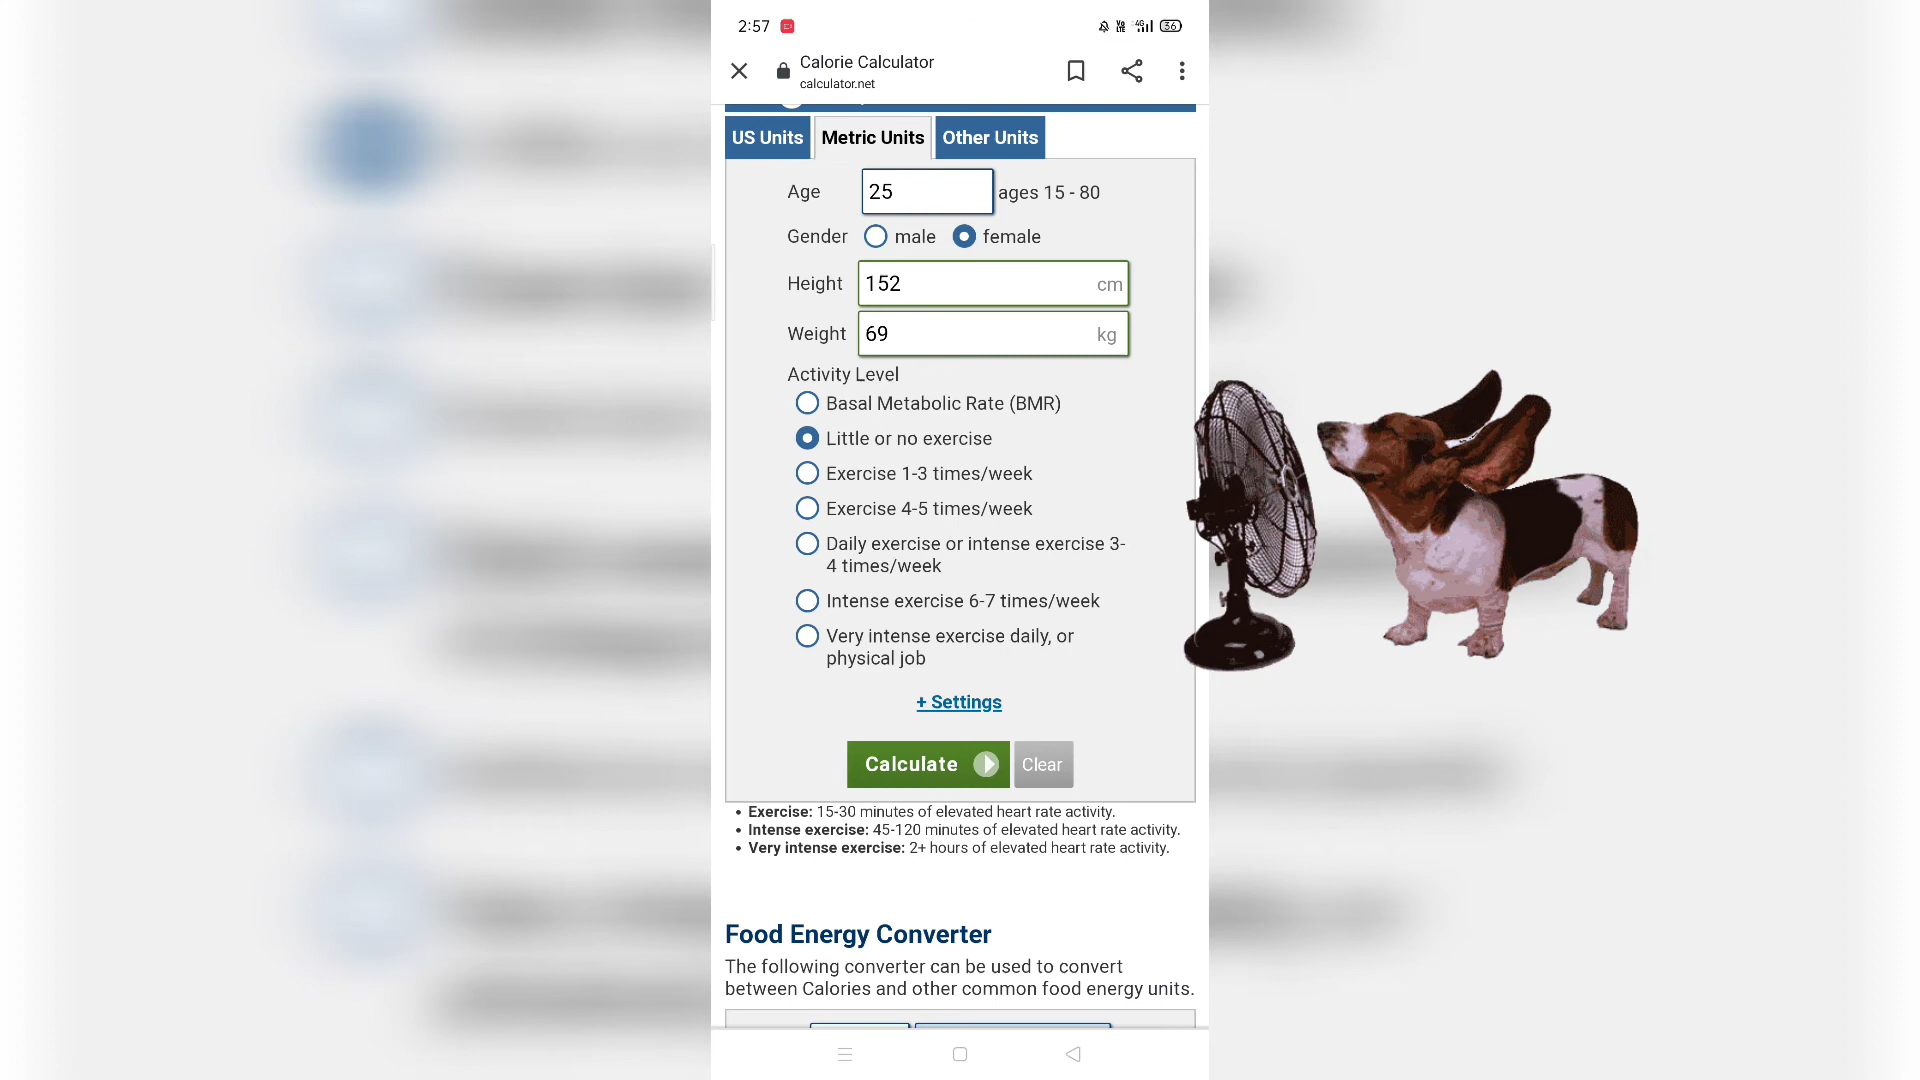 2:57
4G 36
Calorie Calculator
calculator.net
US Units Metric Units Other Units
Age 25 ages 15 - 80
Gender male female
Height 152 cm
Weight 69 kg
Activity Level
Basal Metabolic Rate (BMR)
Little or no exercise
Exercise 1-3 times/week
Exercise 4-5 times/week
Daily exercise or intense exercise 3-
4 times/week
Intense exercise 6-7 times/week
Very intense exercise daily, or
physical job
+ Settings
Calculate Clear
• Exercise: 15-30 minutes of elevated heart rate activity.
• Intense exercise: 45-120 minutes of elevated heart rate activity.
• Very intense exercise: 2+ hours of elevated heart rate activity.
Food Energy Converter
The following converter can be used to convert
between Calories and other common food energy units.